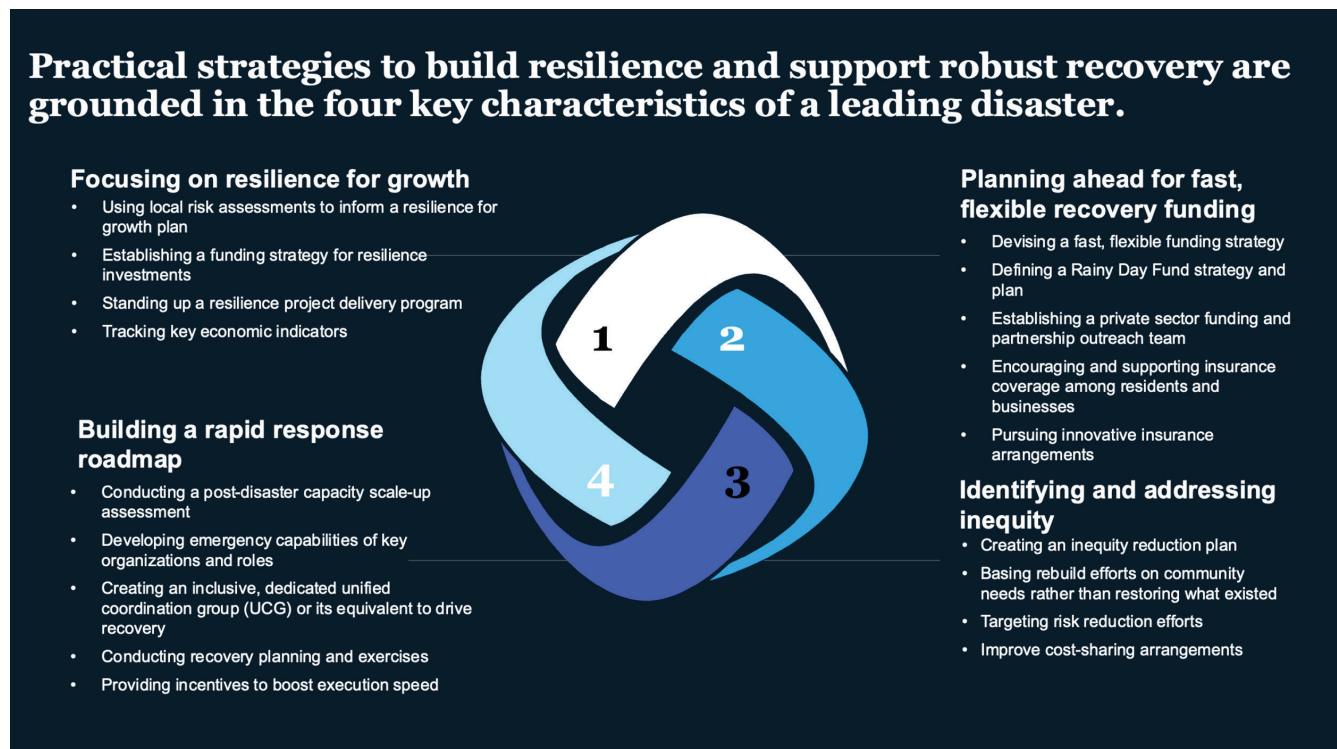 Practical strategies to build resilience and support robust recovery are
grounded in the four key characteristics of a leading disaster.
Focusing on resilience for growth
• Using local risk assessments to inform a resilience for
growth plan
• Establishing a funding strategy for resilience
investments
• Standing up a resilience project delivery program
• Tracking key economic indicators
1
2
3
4
Planning ahead for fast,
flexible recovery funding
• Devising a fast, flexible funding strategy
• Defining a Rainy Day Fund strategy and
plan
• Establishing a private sector funding and
partnership outreach team
• Encouraging and supporting insurance
coverage among residents and
businesses
• Pursuing innovative insurance
arrangements
Identifying and addressing
inequity
• Creating an inequity reduction plan
• Basing rebuild efforts on community
needs rather than restoring what existed
• Targeting risk reduction efforts
• Improve cost-sharing arrangements
Building a rapid response
roadmap
• Conducting a post-disaster capacity scale-up
assessment
• Developing emergency capabilities of key
organizations and roles
• Creating an inclusive, dedicated unified
coordination group (UCG) or its equivalent to drive
recovery
• Conducting recovery planning and exercises
• Providing incentives to boost execution speed